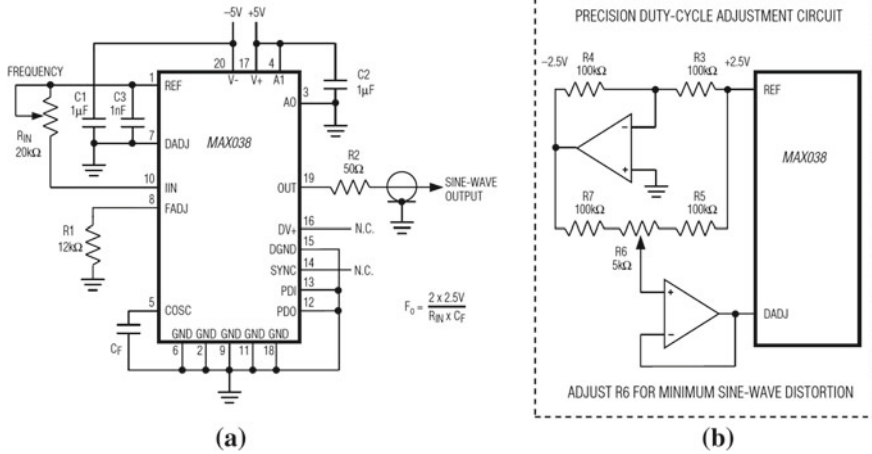 –5V +5V
20 17 4
V- V+ A1
FREQUENCY
1 REF
C1
1μF
C3
1nF
C2
1μF
3
AO
RIN
20kΩ
7 DADJ
MAX038
10 IIN
8 FADJ
R1
12kΩ
OUT 19
R2
50Ω
SINE-WAVE
OUTPUT
DV+ 16 N.C.
DGND 15
SYNC 14 N.C.
PDI 13
PDO 12
5 COSC
CF
GND GND GND GND GND
6 2 9 11 18
Fo = 2 x 2.5V / RIN x CF
(a)
PRECISION DUTY-CYCLE ADJUSTMENT CIRCUIT
–2.5V
R4
100kΩ
R3
100kΩ
+2.5V
REF
MAX038
–
+
R7
100kΩ
R6
5kΩ
R5
100kΩ
+
–
DADJ
ADJUST R6 FOR MINIMUM SINE-WAVE DISTORTION
(b)